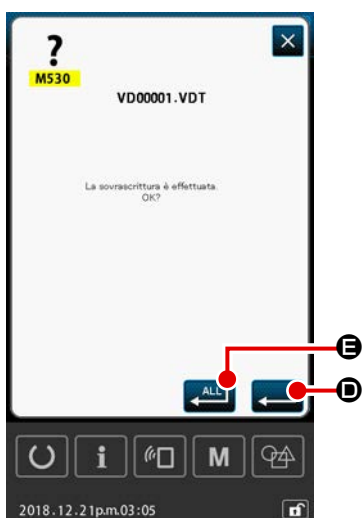 ?
M530
VD00001.VDT
La sovrascrittura è effettuata.
OK?
E
ALL
D
i
M
2018.12.21p.m.03:05